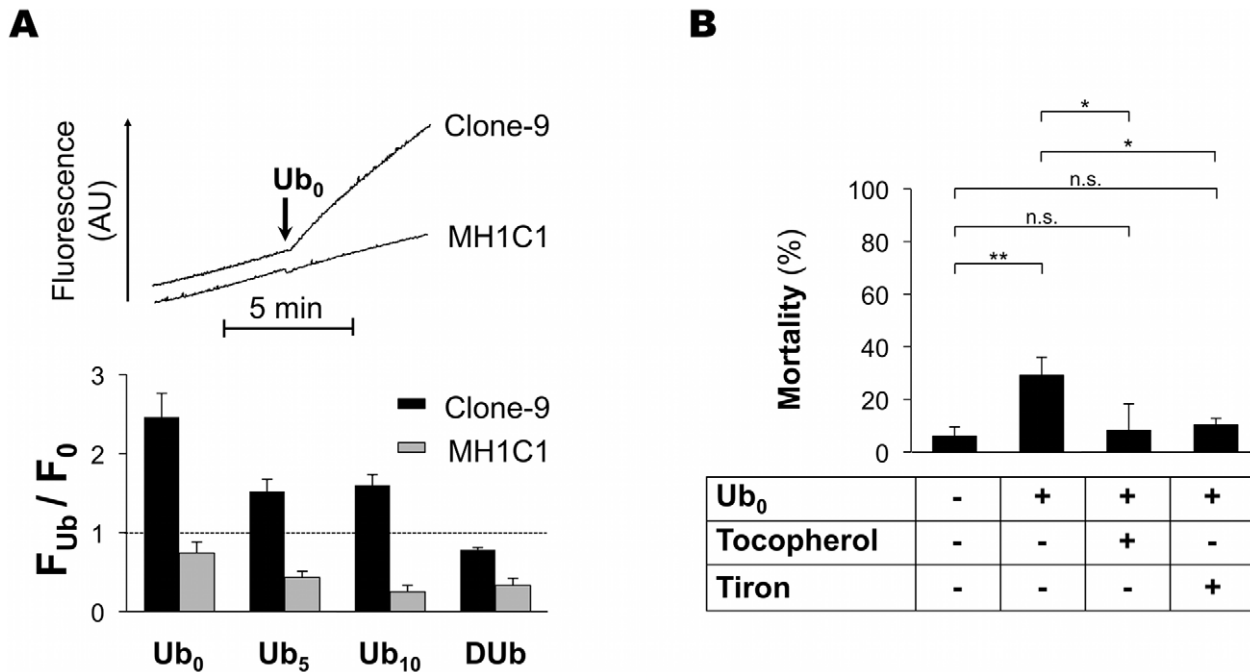 A
Fluorescence
(AU)
Ub0
Clone-9
MH1C1
5 min
3
2
1
0
FUb / F0
Clone-9
MH1C1
Ub0 Ub5 Ub10 DUb
B
*
*
n.s.
n.s.
**
100
80
60
40
20
0
Mortality (%)
Ub0 - + + +
Tocopherol - - + -
Tiron - - - +